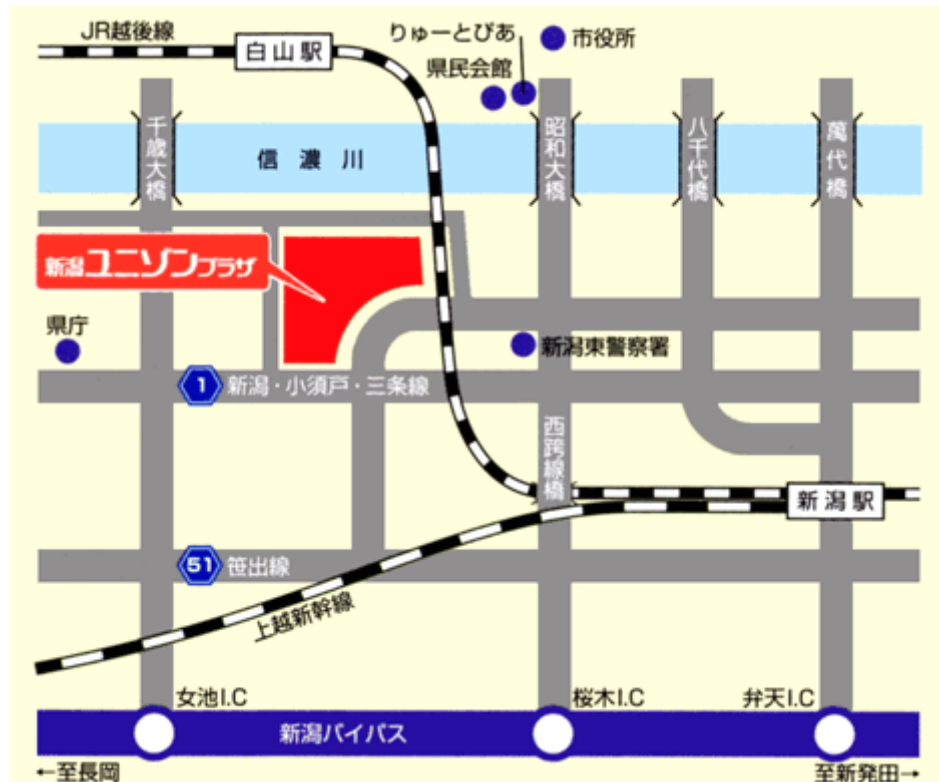 JR越後線
白山駅
りゅーとぴあ
県民会館
市役所
千歳大橋
信濃川
昭和大橋
八千代橋
萬代橋
新潟ユニゾンプラザ
県庁
新潟東警察署
1 新潟・小須戸・三条線
西跨線橋
新潟駅
51 笹出線
上越新幹線
女池I.C
桜木I.C
弁天I.C
新潟バイパス
←至長岡
至新発田→